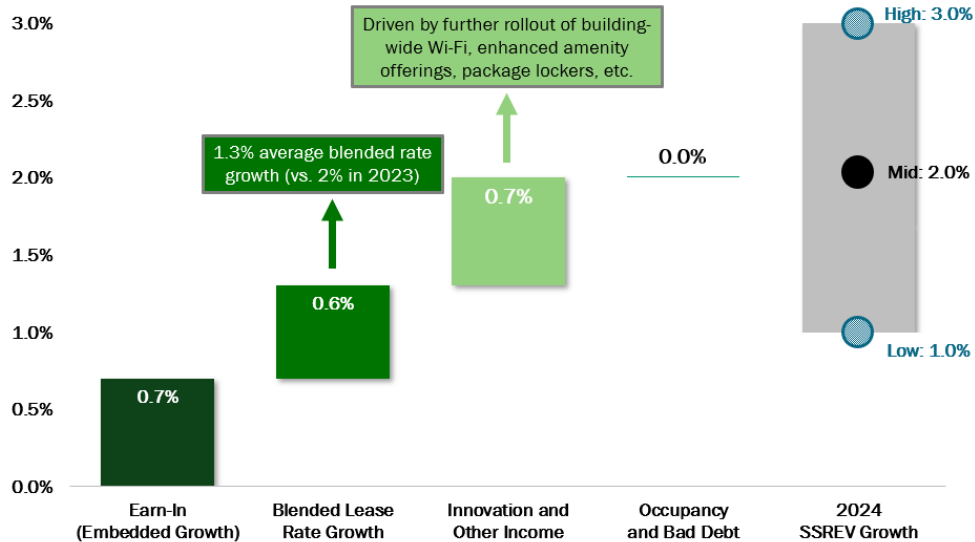 3.0%
2.5%
2.0%
1.5%
1.0%
0.5%
0.0%
Driven by further rollout of building-
wide Wi-Fi, enhanced amenity
offerings, package lockers, etc.
1.3% average blended rate
growth (vs. 2% in 2023)
0.7%
0.6%
0.7%
0.0%
High: 3.0%
Mid: 2.0%
Low: 1.0%
Earn-In
(Embedded Growth)
Blended Lease
Rate Growth
Innovation and
Other Income
Occupancy
and Bad Debt
2024
SSREV Growth